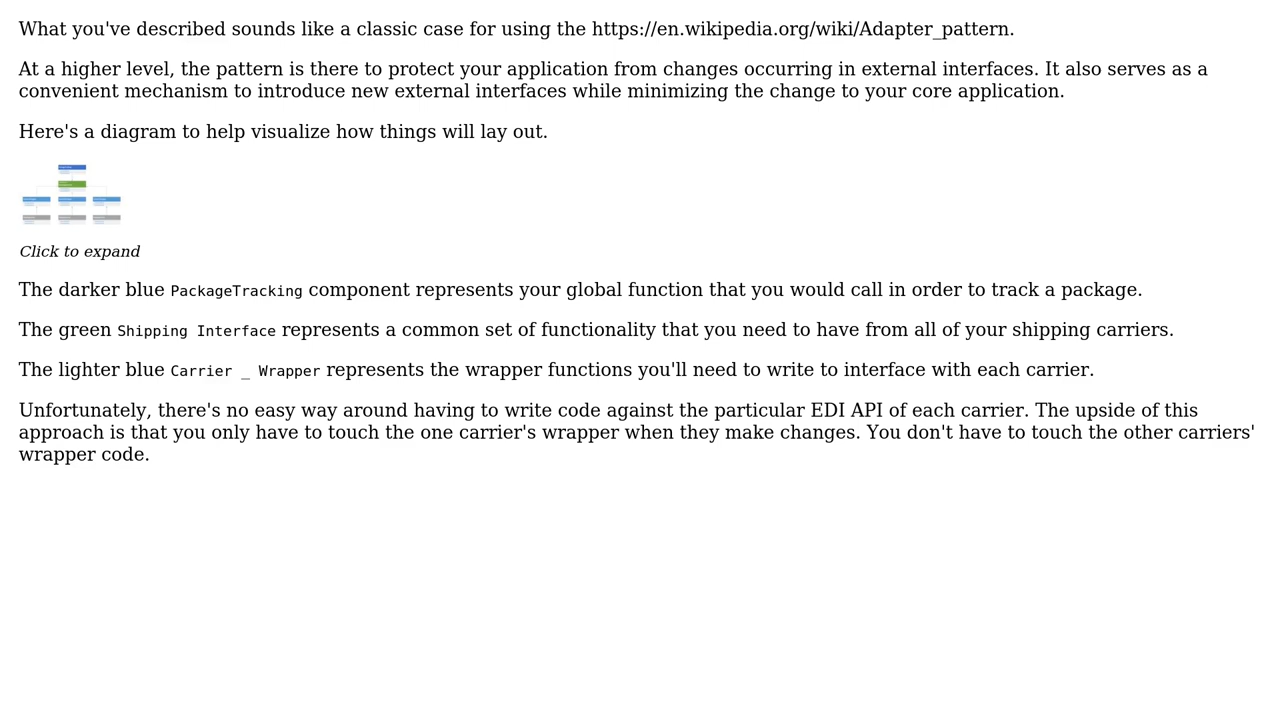 What you've described sounds like a classic case for using the https://en.wikipedia.org/wiki/Adapter_pattern.
At a higher level, the pattern is there to protect your application from changes occurring in external interfaces. It also serves as a
convenient mechanism to introduce new external interfaces while minimizing the change to your core application.
Here's a diagram to help visualize how things will lay out.
Click to expand
The darker blue PackageTracking component represents your global function that you would call in order to track a package.
The green Shipping Interface represents a common set of functionality that you need to have from all of your shipping carriers.
The lighter blue Carrier _ Wrapper represents the wrapper functions you'll need to write to interface with each carrier.
Unfortunately, there's no easy way around having to write code against the particular EDI API of each carrier. The upside of this
approach is that you only have to touch the one carrier's wrapper when they make changes. You don't have to touch the other carriers'
wrapper code.